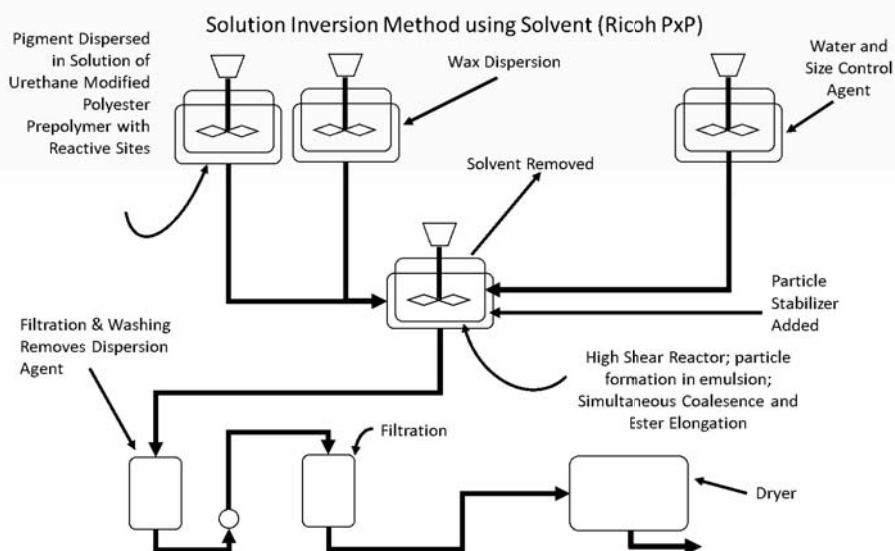 Solution Inversion Method using Solvent (Ricoh PxP)
Pigment Dispersed
in Solution of
Urethane Modified
Polyester
Prepolymer with
Reactive Sites
Wax Dispersion
Water and
Size Control
Agent
Solvent Removed
Particle
Stabilizer
Added
Filtration & Washing
Removes Dispersion
Agent
High Shear Reactor; particle
formation in emulsion;
Simultaneous Coalesence and
Ester Elongation
Filtration
Dryer